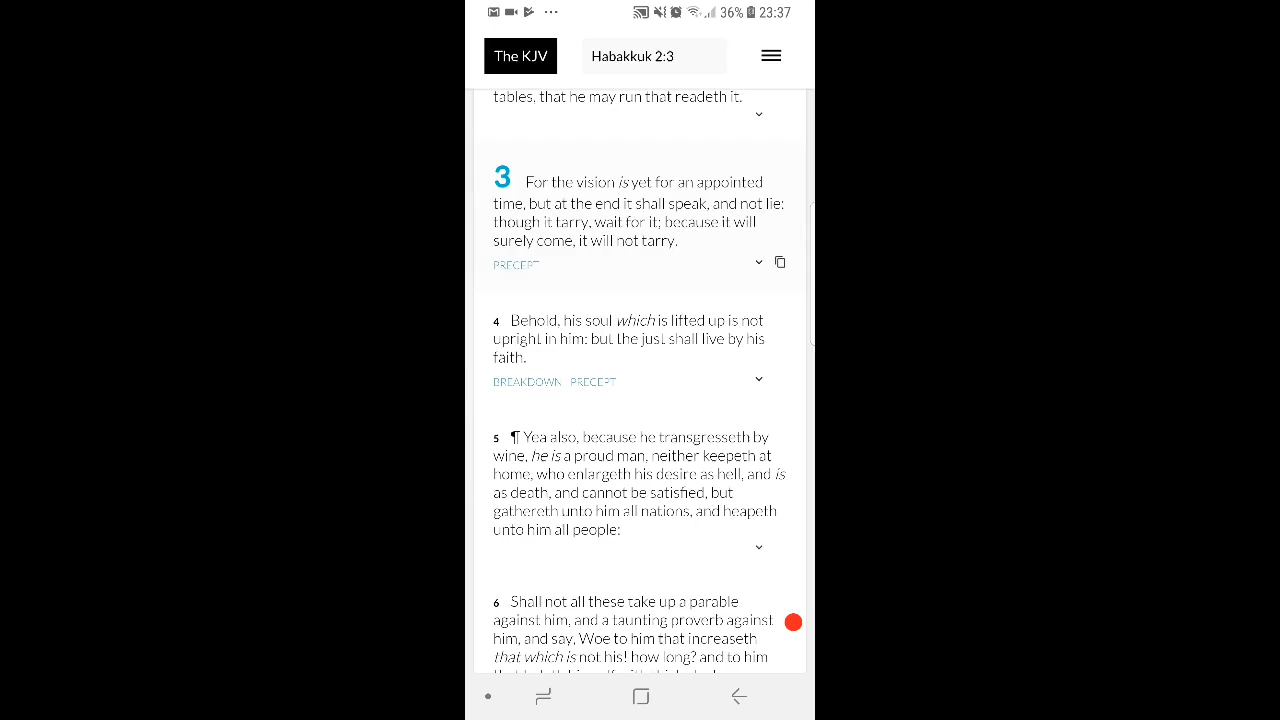 36% 23:37
The KJV Habakkuk 2:3
tables, that he may run that readeth it.
3 For the vision is yet for an appointed
time, but at the end it shall speak, and not lie:
though it tarry, wait for it; because it will
surely come, it will not tarry.
PRECEPT
4 Behold, his soul which is lifted up is not
upright in him: but the just shall live by his
faith.
BREAKDOWN PRECEPT
5 ¶ Yea also, because he transgresseth by
wine, he is a proud man, neither keepeth at
home, who enlargeth his desire as hell, and is
as death, and cannot be satisfied, but
gathereth unto him all nations, and heapeth
unto him all people:
6 Shall not all these take up a parable
against him, and a taunting proverb against
him, and say, Woe to him that increaseth
that which is not his! how long? and to him